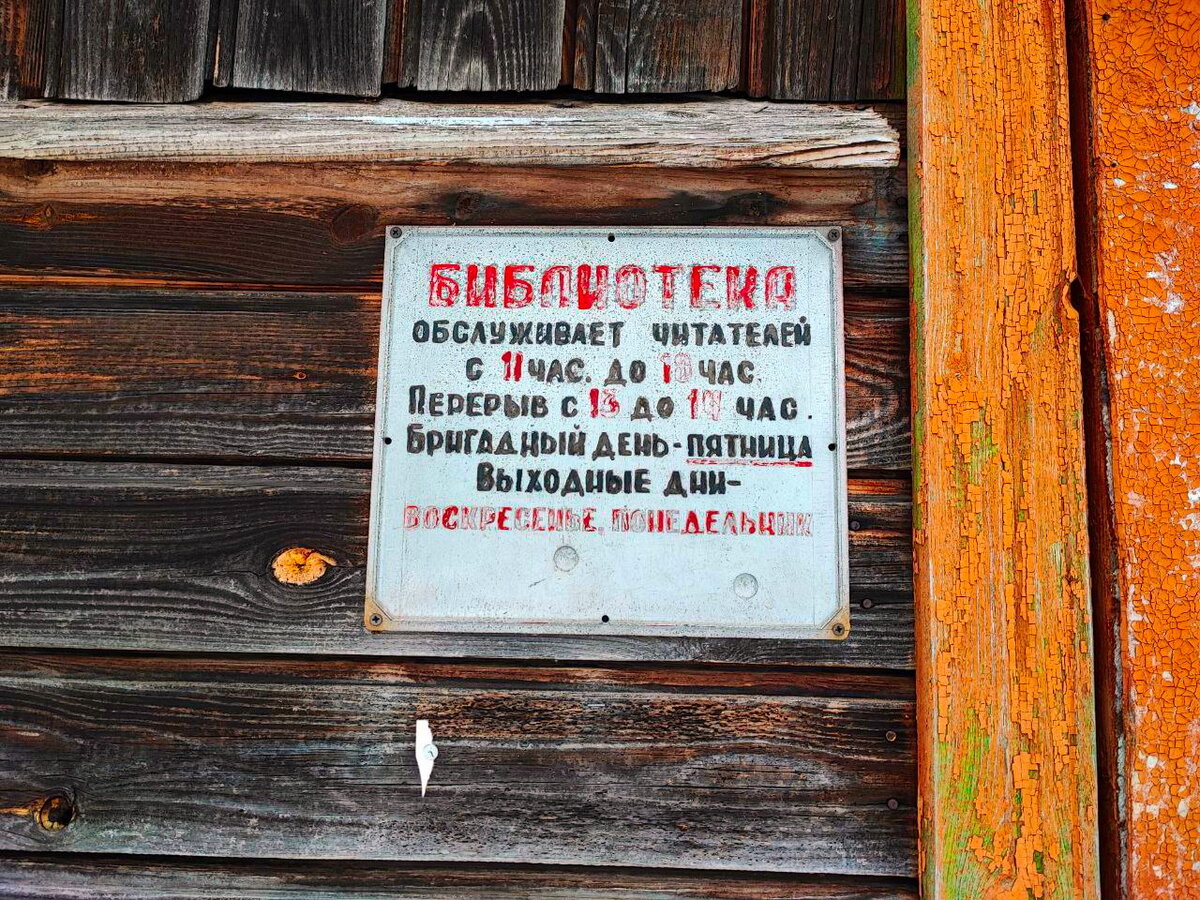 БИБЛИОТЕКА
ОБСЛУЖИВАЕТ ЧИТАТЕЛЕЙ
С 11 ЧАС. ДО 18 ЧАС.
ПЕРЕРЫВ С 13 ДО 14 ЧАС.
БРИГАДНЫЙ ДЕНЬ - ПЯТНИЦА
ВЫХОДНЫЕ ДНИ -
ВОСКРЕСЕНЬЕ, ПОНЕДЕЛЬНИК